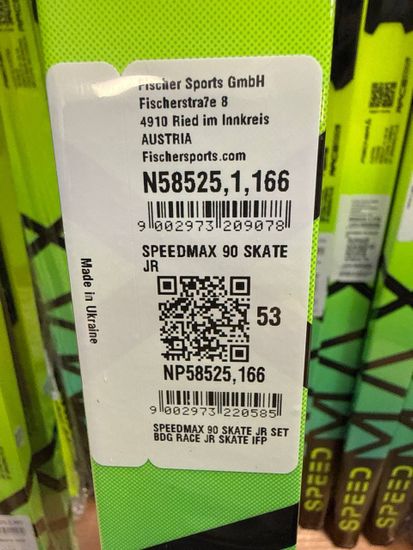 Fischer Sports GmbH
Fischerstra7e 8
4910 Ried im Innkreis
AUSTRIA
Fischersports.com
N58525,1,166
9 002973 209078
SPEEDMAX 90 SKATE
JR
53
Made in Ukraine
NP58525,166
9 002973 220585
SPEEDMAX 90 SKATE JR SET
BDG RACE JR SKATE IFP
SPEED
SPEED